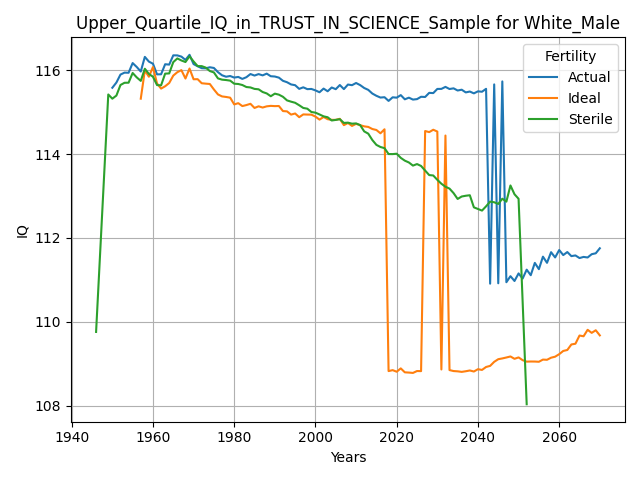 Upper_Quartile_IQ_in_TRUST_IN_SCIENCE_Sample for White_Male
Fertility
Actual
Ideal
Sterile
IQ
116
114
112
110
108
1940
1960
1980
2000
2020
2040
2060
Years